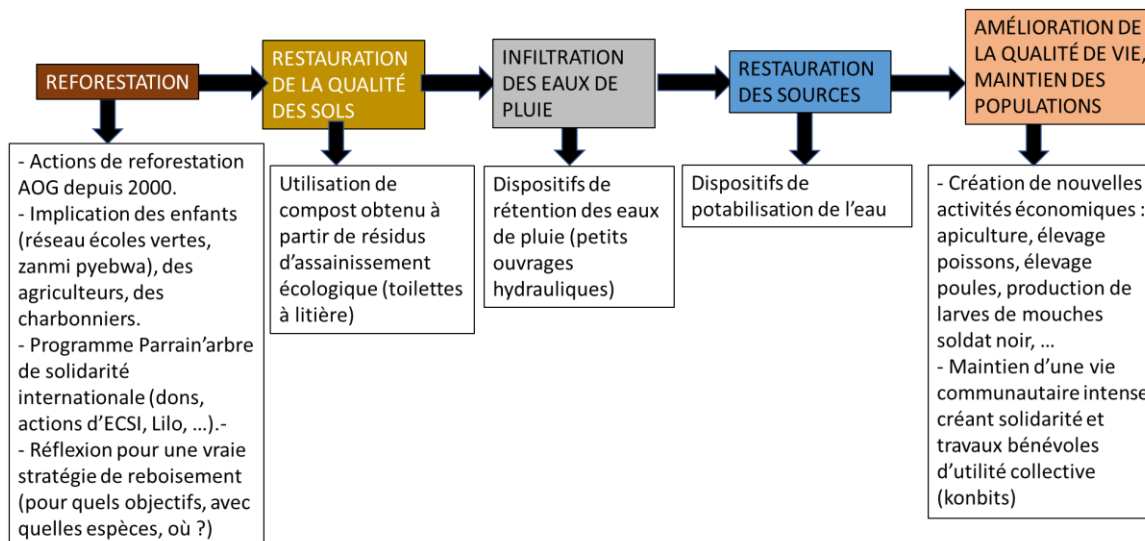 REFORESTATION
RESTAURATION
DE LA QUALITÉ
DES SOLS
INFILTRATION
DES EAUX DE
PLUIE
RESTAURATION
DES SOURCES
AMÉLIORATION DE
LA QUALITÉ DE VIE,
MAINTIEN DES
POPULATIONS
- Actions de reforestation
AOG depuis 2000.
- Implication des enfants
(réseau écoles vertes,
zanmi pyebwa), des
agriculteurs, des
charbonniers.
- Programme Parrain’arbre
de solidarité
internationale (dons,
actions d’ECSI, Lilo, …).-
- Réflexion pour une vraie
stratégie de reboisement
(pour quels objectifs, avec
quelles espèces, où ?)
Utilisation de
compost obtenu à
partir de résidus
d’assainissement
écologique (toilettes
à litière)
Dispositifs de
rétention des eaux
de pluie (petits
ouvrages
hydrauliques)
Dispositifs de
potabilisation de l’eau
- Création de nouvelles
activités économiques :
apiculture, élevage
poissons, élevage
poules, production de
larves de mouches
soldat noir, …
- Maintien d’une vie
communautaire intense
créant solidarité et
travaux bénévoles
d’utilité collective
(konbits)